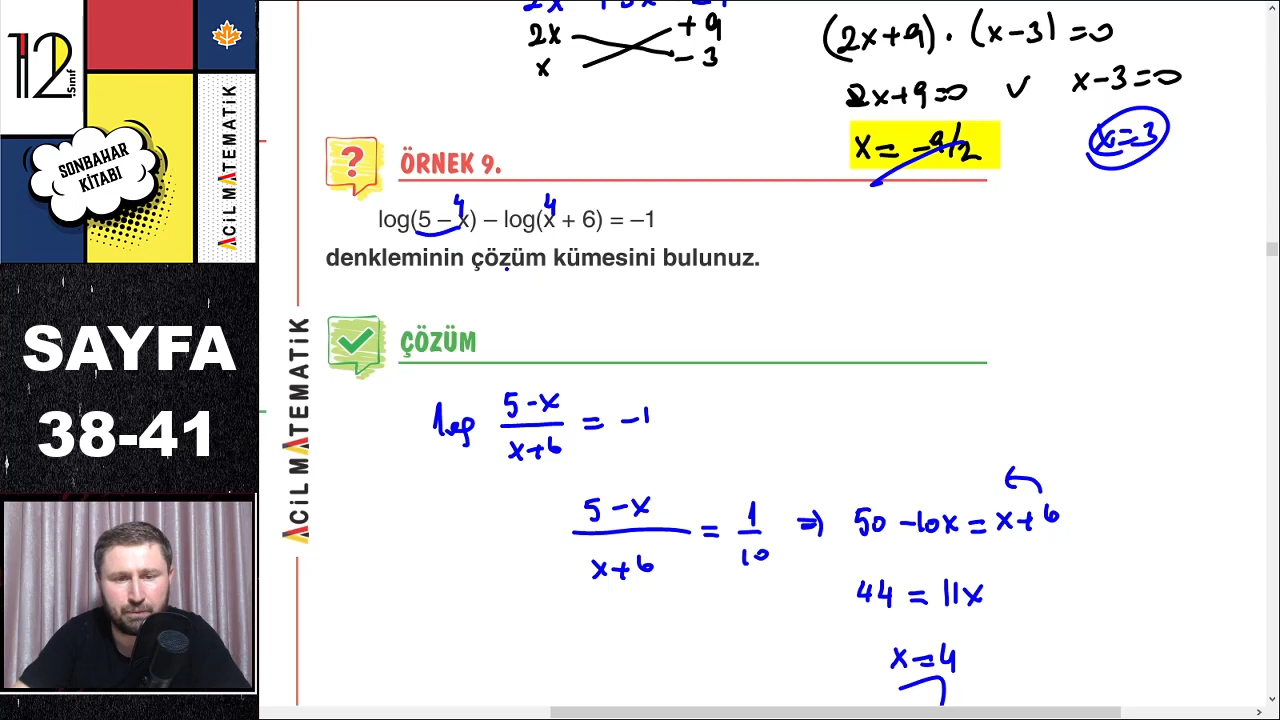 12
.Sınıf
SONBAHAR
KİTABI
ACİL MATEMATİK
SAYFA
38-41
2x +9
x -3
(2x+9) . (x-3) = 0
2x+9=0 v x-3=0
x = -9/2 x=3
ÖRNEK 9.
4 4
log(5 – x) – log(x + 6) = –1
denkleminin çözüm kümesini bulunuz.
ACİL MATEMATİK
ÇÖZÜM
log 5-x / x+6 = -1
5-x / x+6 = 1 / 10 ⇒ 50 -10x = x+6
44 = 11x
x=4